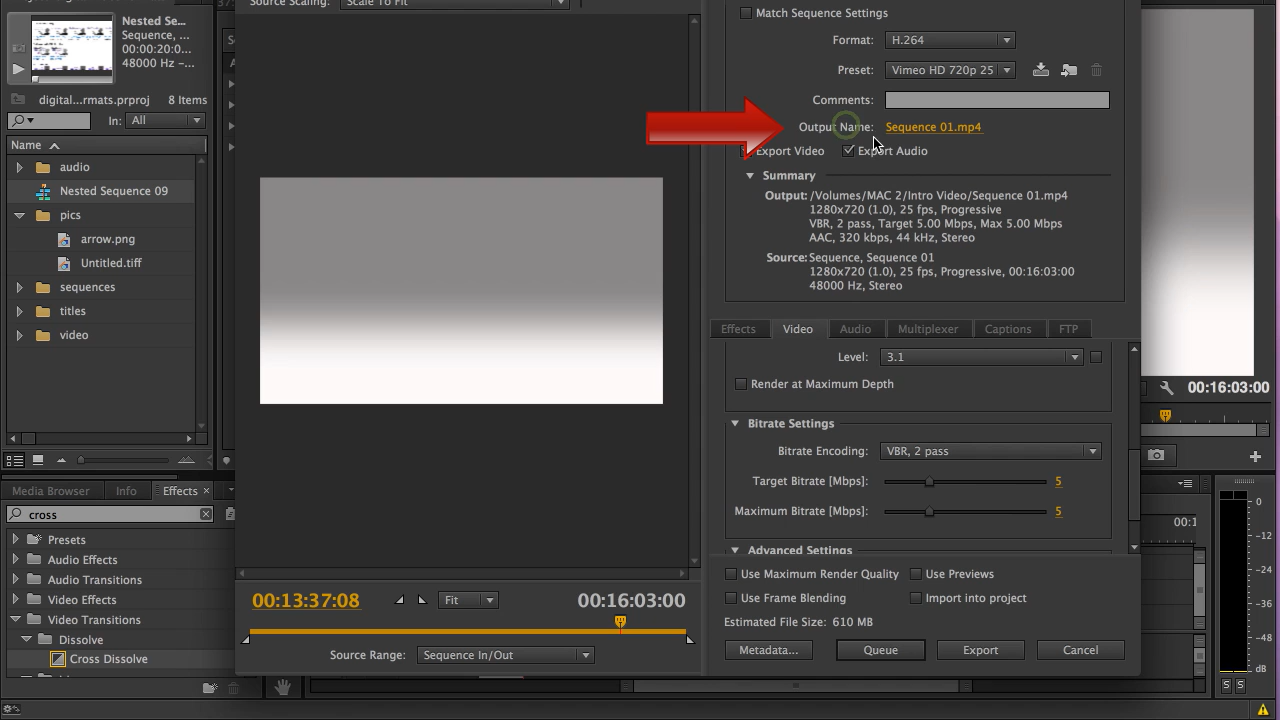 Source Scaling: Scale To Fit
Nested Se...
Sequence, ...
00:00:20:0...
48000 Hz -...
digital...rmats.prproj 8 Items
In: All
Name
audio
Nested Sequence 09
pics
arrow.png
Untitled.tiff
sequences
titles
video
Media Browser Info Effects ×
cross
Presets
Audio Effects
Audio Transitions
Video Effects
Video Transitions
Dissolve
Cross Dissolve
00:13:37:08 Fit 00:16:03:00
Source Range: Sequence In/Out
Match Sequence Settings
Format: H.264
Preset: Vimeo HD 720p 25
Comments:
Output Name: Sequence 01.mp4
Export Video Export Audio
Summary
Output: /Volumes/MAC 2/Intro Video/Sequence 01.mp4
1280x720 (1.0), 25 fps, Progressive
VBR, 2 pass, Target 5.00 Mbps, Max 5.00 Mbps
AAC, 320 kbps, 44 kHz, Stereo
Source: Sequence, Sequence 01
1280x720 (1.0), 25 fps, Progressive, 00:16:03:00
48000 Hz, Stereo
Effects Video Audio Multiplexer Captions FTP
Level: 3.1
Render at Maximum Depth
Bitrate Settings
Bitrate Encoding: VBR, 2 pass
Target Bitrate [Mbps]: 5
Maximum Bitrate [Mbps]: 5
Advanced Settings
Use Maximum Render Quality Use Previews
Use Frame Blending Import into project
Estimated File Size: 610 MB
Metadata... Queue Export Cancel
00:16:03:00
00:1
0
-12
-24
-36
-48
dB
S S